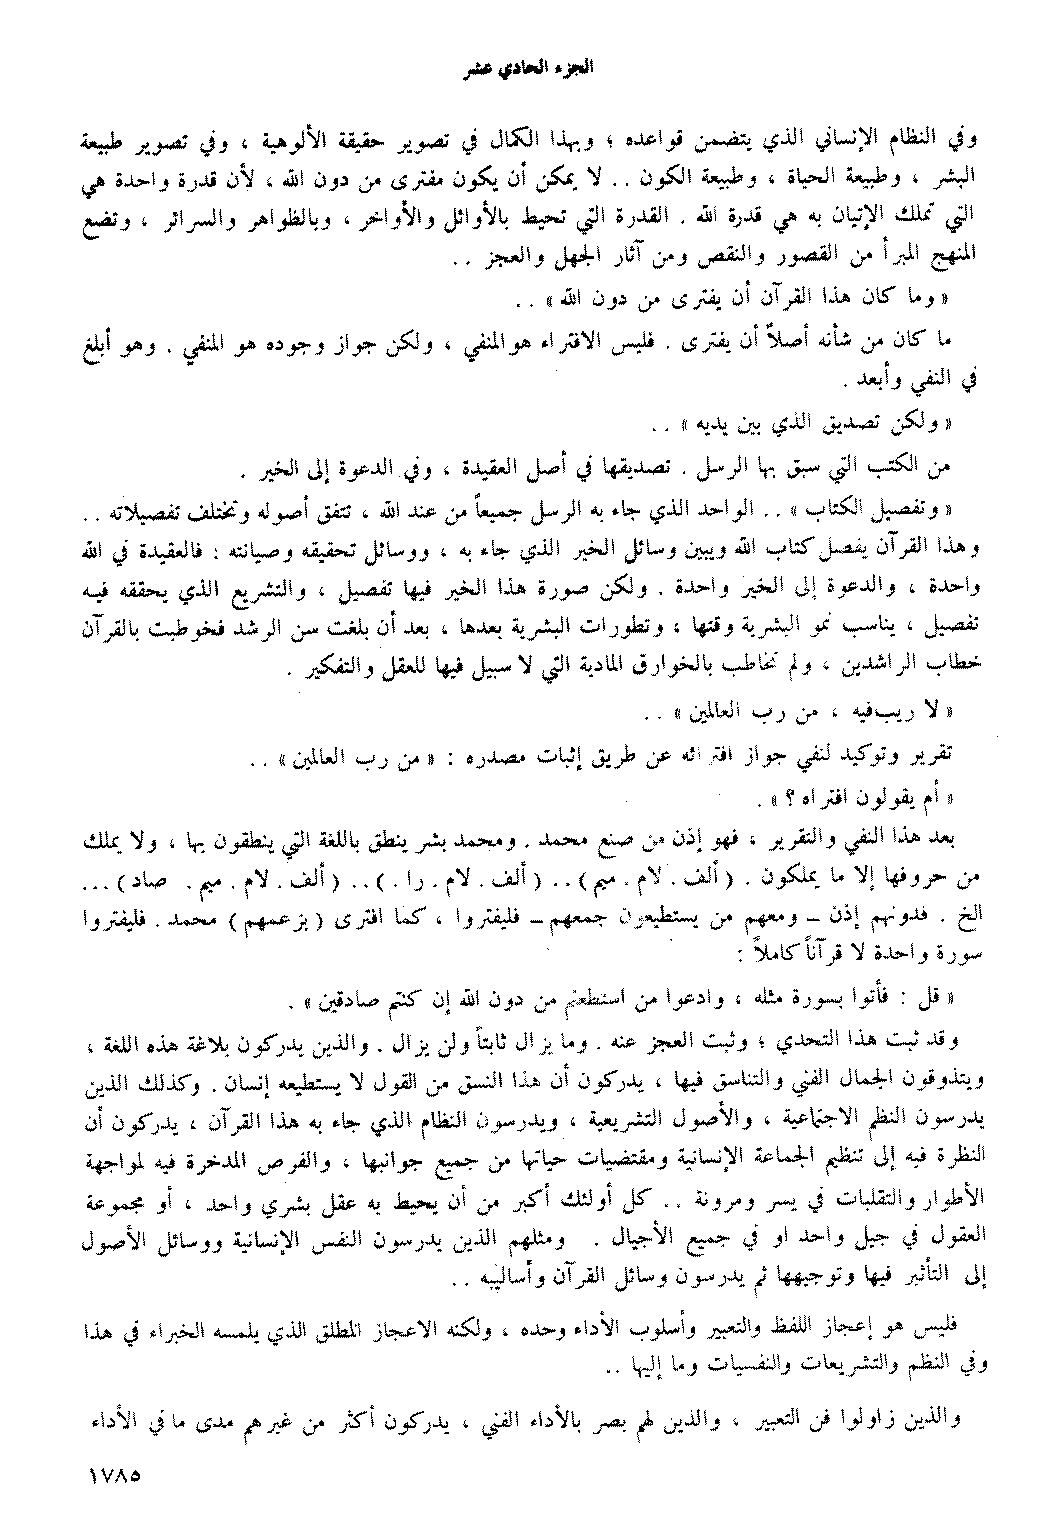 الجزء الحادي عشر
وفي النظام الإنساني الذي يتضمن قواعده ؛ وبهذا الكمال في تصوير حقيقة الألوهية ، وفي تصوير طبيعة
البشر ، وطبيعة الحياة ، وطبيعة الكون .. لا يمكن أن يكون مفترى من دون الله ، لأن قدرة واحدة هي
التي تملك الإتيان به هي قدرة الله . القدرة التي تحيط بالأوائل والأواخر ، وبالظواهر والسرائر ، وتضع
المنهج المبرأ من القصور والنقص ومن آثار الجهل والعجز ..
« وما كان هذا القرآن أن يفترى من دون الله » ..
ما كان من شأنه أصلاً أن يفترى . فليس الافتراء هو المنفي ، ولكن جواز وجوده هو المنفي . وهو أبلغ
في النفي وأبعد .
« ولكن تصديق الذي بين يديه » ..
من الكتب التي سبق بها الرسل . تصديقها في أصل العقيدة ، وفي الدعوة إلى الخير .
« وتفصيل الكتاب » .. الواحد الذي جاء به الرسل جميعاً من عند الله ، تتفق أصوله وتختلف تفصيلاته ..
وهذا القرآن يفصل كتاب الله ويبين وسائل الخير الذي جاء به ، ووسائل تحقيقه وصيانته : فالعقيدة في الله
واحدة ، والدعوة إلى الخير واحدة . ولكن صورة هذا الخير فيها تفصيل ، والتشريع الذي يحققه فيه
تفصيل ، يناسب نمو البشرية وقتها ، وتطورات البشرية بعدها ، بعد أن بلغت سن الرشد فخوطبت بالقرآن
خطاب الراشدين ، ولم تخاطب بالخوارق المادية التي لا سبيل فيها للعقل والتفكير .
« لا ريب فيه ، من رب العالمين » ..
تقرير وتوكيد لنفي جواز افترائه عن طريق إثبات مصدره : « من رب العالمين » ..
« أم يقولون افتراه ؟ » .
بعد هذا النفي والتقرير ، فهو إذن من صنع محمد . ومحمد بشر ينطق باللغة التي ينطقون بها ، ولا يملك
من حروفها إلا ما يملكون . ( ألف . لام . ميم ) .. ( ألف . لام . را . ) .. ( ألف . لام . ميم . صاد ) ...
الخ . فدونهم إذن – ومعهم من يستطيعون جمعهم – فليفتروا ، كما افترى ( بزعمهم ) محمد . فليفتروا
سورة واحدة لا قرآناً كاملاً :
« قل : فأتوا بسورة مثله ، وادعوا من استطعتم من دون الله إن كنتم صادقين » .
وقد ثبت هذا التحدي ؛ وثبت العجز عنه . وما يزال ثابتاً ولن يزال . والذين يدركون بلاغة هذه اللغة ،
ويتذوقون الجمال الفني والتناسق فيها ، يدركون أن هذا النسق من القول لا يستطيعه إنسان . وكذلك الذين
يدرسون النظم الاجتماعية ، والأصول التشريعية ، ويدرسون النظام الذي جاء به هذا القرآن ، يدركون أن
النظرة فيه إلى تنظيم الجماعة الإنسانية ومقتضيات حياتها من جميع جوانبها ، والفرص المدخرة فيه لمواجهة
الأطوار والتقلبات في يسر ومرونة .. كل أولئك أكبر من أن يحيط به عقل بشري واحد ، أو مجموعة
العقول في جيل واحد او في جميع الأجيال . ومثلهم الذين يدرسون النفس الإنسانية ووسائل الأصول
إلى التأثير فيها وتوجيهها ثم يدرسون وسائل القرآن وأساليبه ..
فليس هو إعجاز اللفظ والتعبير وأسلوب الأداء وحده ، ولكنه الاعجاز المطلق الذي يلمسه الخبراء في هذا
وفي النظم والتشريعات والنفسيات وما إليها ..
والذين زاولوا فن التعبير ، والذين لهم بصر بالأداء الفني ، يدركون أكثر من غيرهم مدى ما في الأداء
١٧٨٥